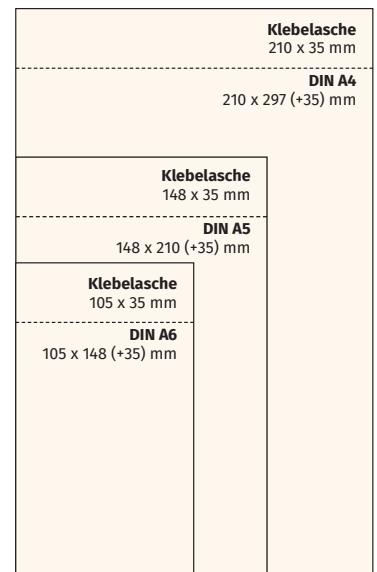 Klebelasche
210 x 35 mm
DIN A4
210 x 297 (+35) mm
Klebelasche
148 x 35 mm
DIN A5
148 x 210 (+35) mm
Klebelasche
105 x 35 mm
DIN A6
105 x 148 (+35) mm